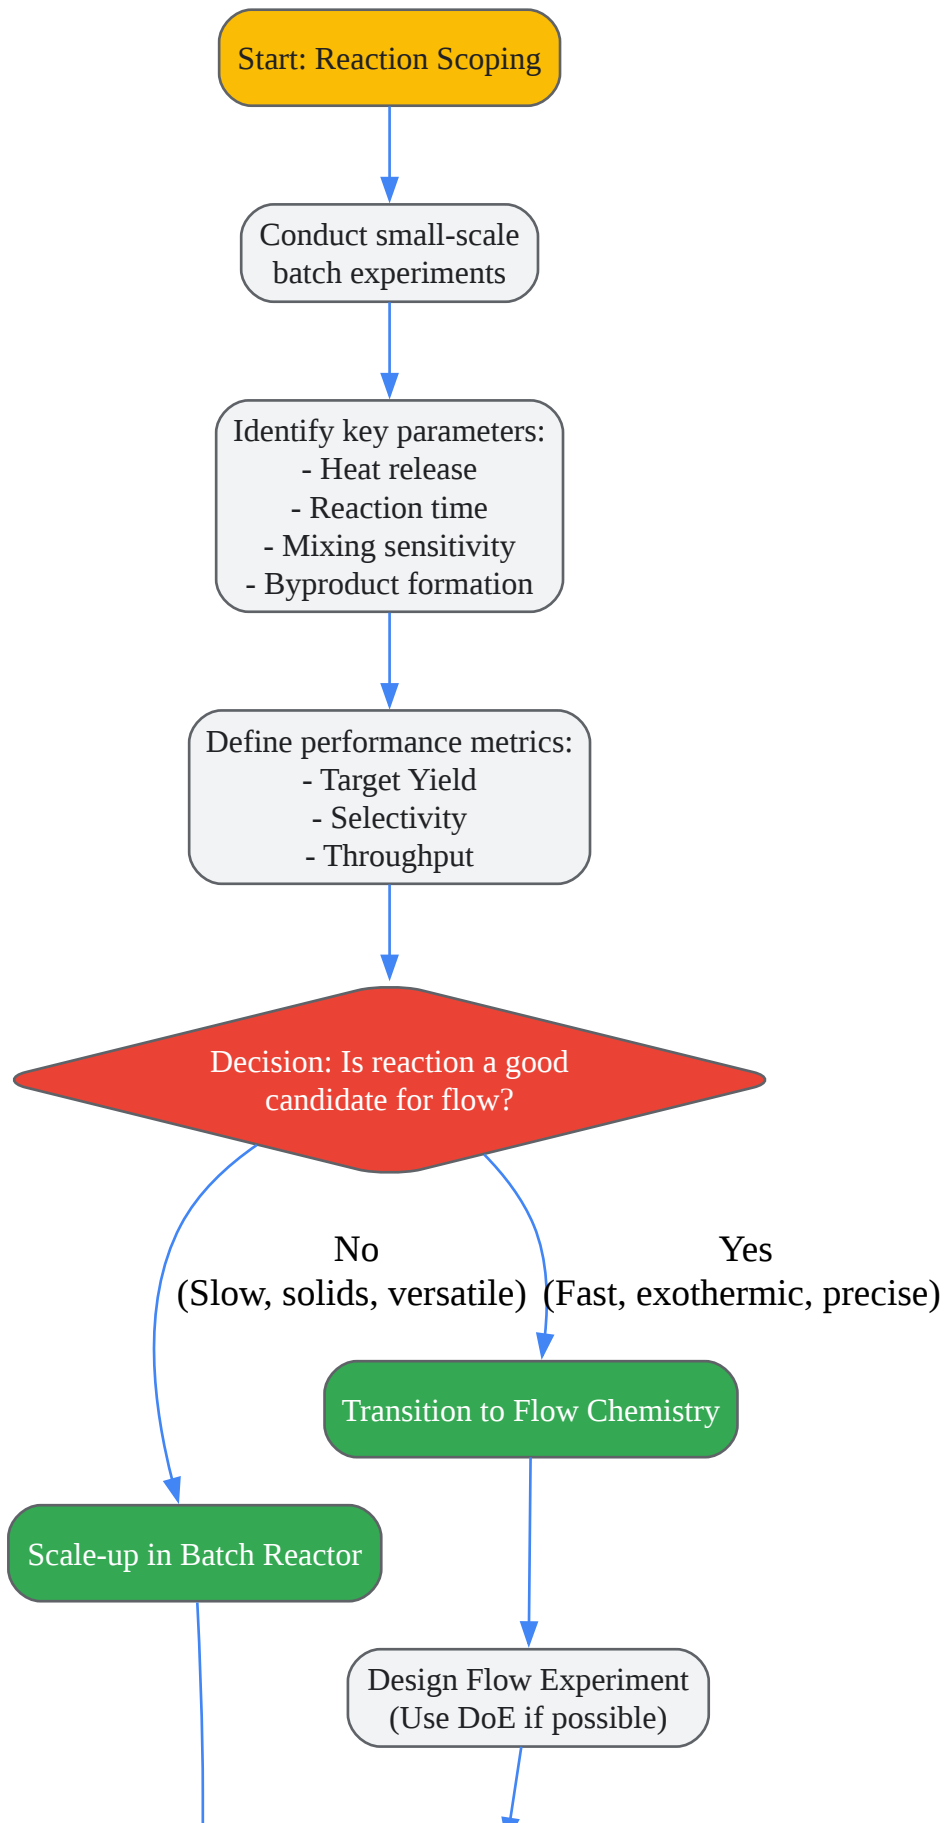 Start: Reaction Scoping
Conduct small-scale
batch experiments
Identify key parameters:
- Heat release
- Reaction time
- Mixing sensitivity
- Byproduct formation
Define performance metrics:
- Target Yield
- Selectivity
- Throughput
Decision: Is reaction a good
candidate for flow?
No
(Slow, solids, versatile)
Yes
(Fast, exothermic, precise)
Transition to Flow Chemistry
Scale-up in Batch Reactor
Design Flow Experiment
(Use DoE if possible)